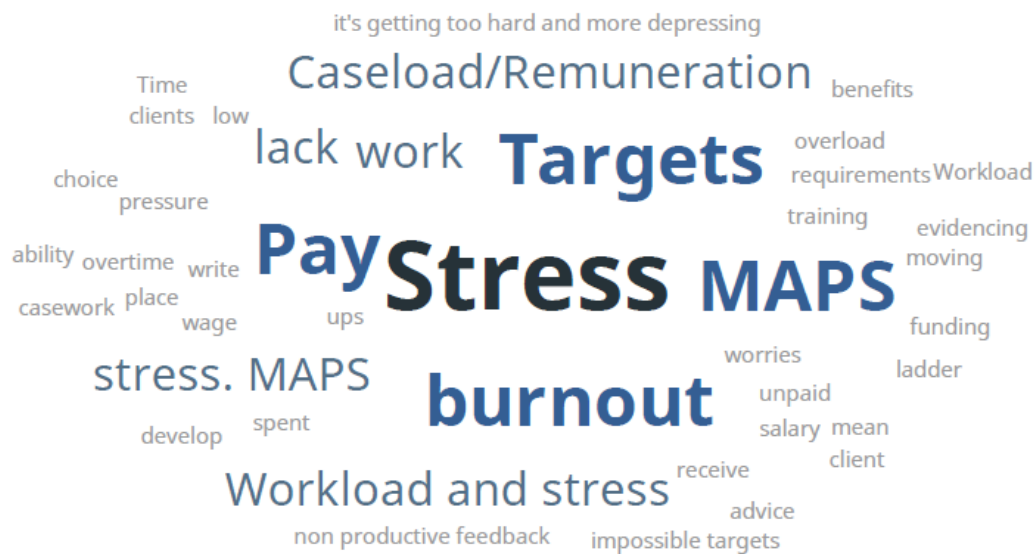 it's getting too hard and more depressing
Caseload/Remuneration
Time
benefits
clients low
lack work
Targets
overload
requirements Workload
choice
pressure
training
evidencing
Pay
Stress
MAPS
moving
ability overtime write
casework place
wage
ups
funding
worries
ladder
stress. MAPS
burnout
unpaid
spent
develop
salary mean
client
Workload and stress
receive
advice
non productive feedback
impossible targets